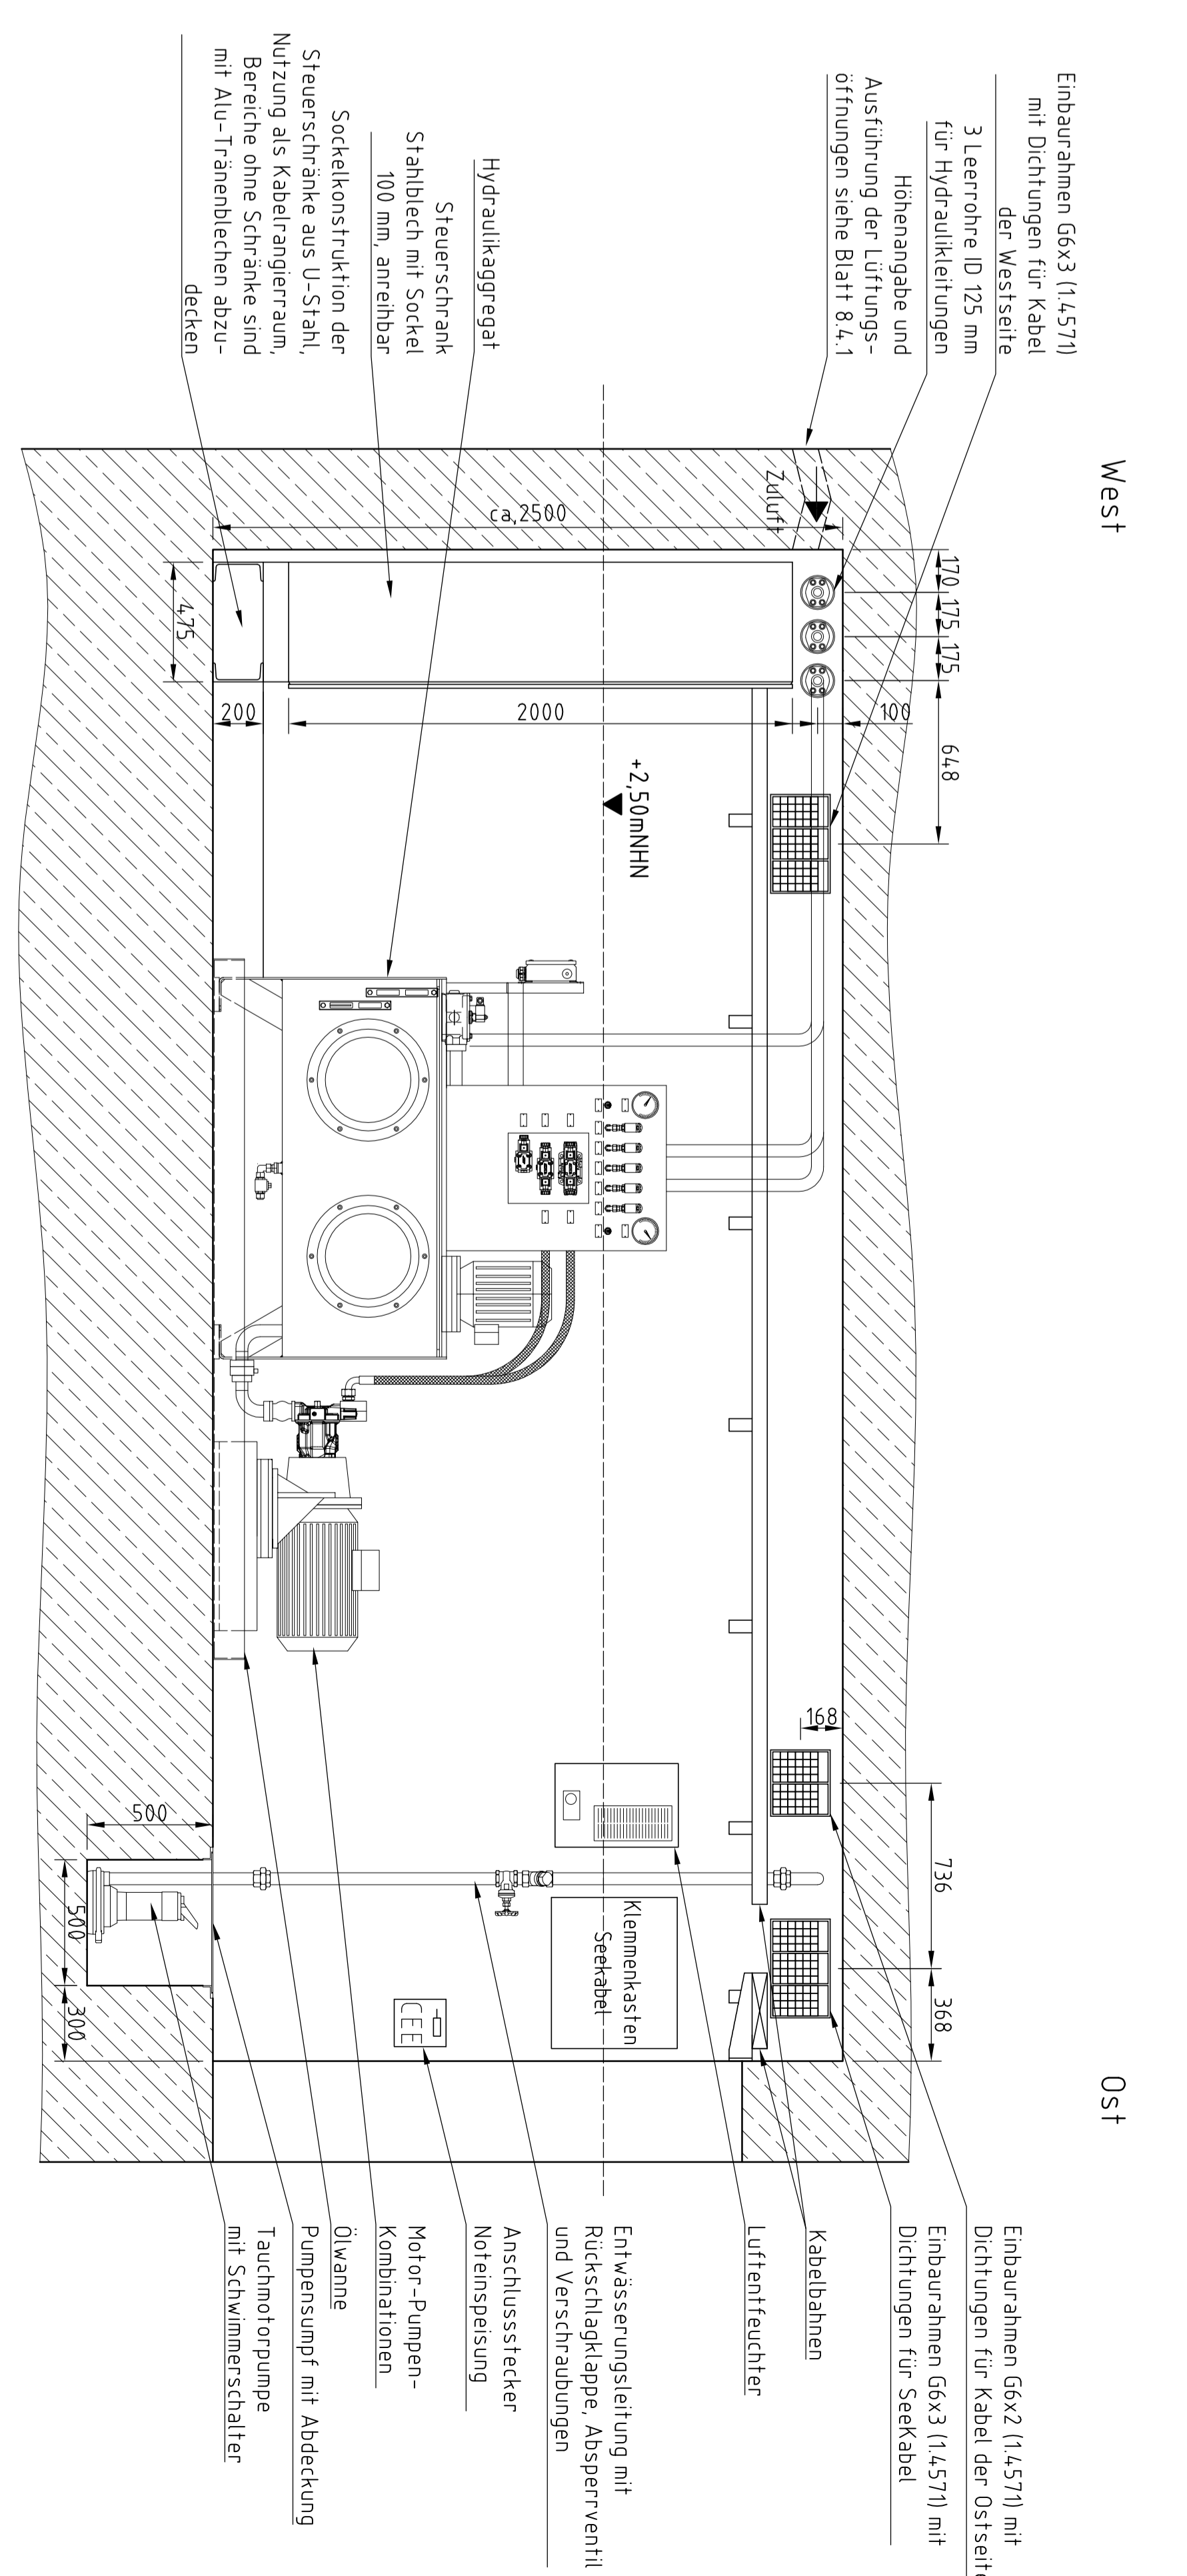 West
Ost
Einbaurahmen G6x3 (1.4571)
mit Dichtungen für Kabel
der Westseite
3 Leerrohre ID 125 mm
für Hydraulikleitungen
Höhenangabe und
Ausführung der Lüftungs-
öffnungen siehe Blatt 8.4.1
Hydraulikaggregat
Steuerschrank
Stahlblech mit Sockel
100 mm, anreihbar
Sockelkonstruktion der
Steuerschränke aus U-Stahl,
Nutzung als Kabelrangierraum,
Bereiche ohne Schränke sind
mit Alu-Tränenblechen abzu-
decken
170
175
175
648
100
Zuluft
ca,2500
2000
200
475
+2,50mNHN
168
736
368
Klemmenkasten
Seekabel
CEE
500
500
300
Einbaurahmen G6x2 (1.4571) mit
Dichtungen für Kabel der Ostseite
Einbaurahmen G6x3 (1.4571) mit
Dichtungen für SeeKabel
Kabelbahnen
Luftentfeuchter
Entwässerungsleitung mit
Rückschlagklappe, Absperrventil
und Verschraubungen
Anschlussstecker
Noteinspeisung
Motor-Pumpen-
Kombinationen
Ölwanne
Pumpensumpf mit Abdeckung
Tauchmotorpumpe
mit Schwimmerschalter